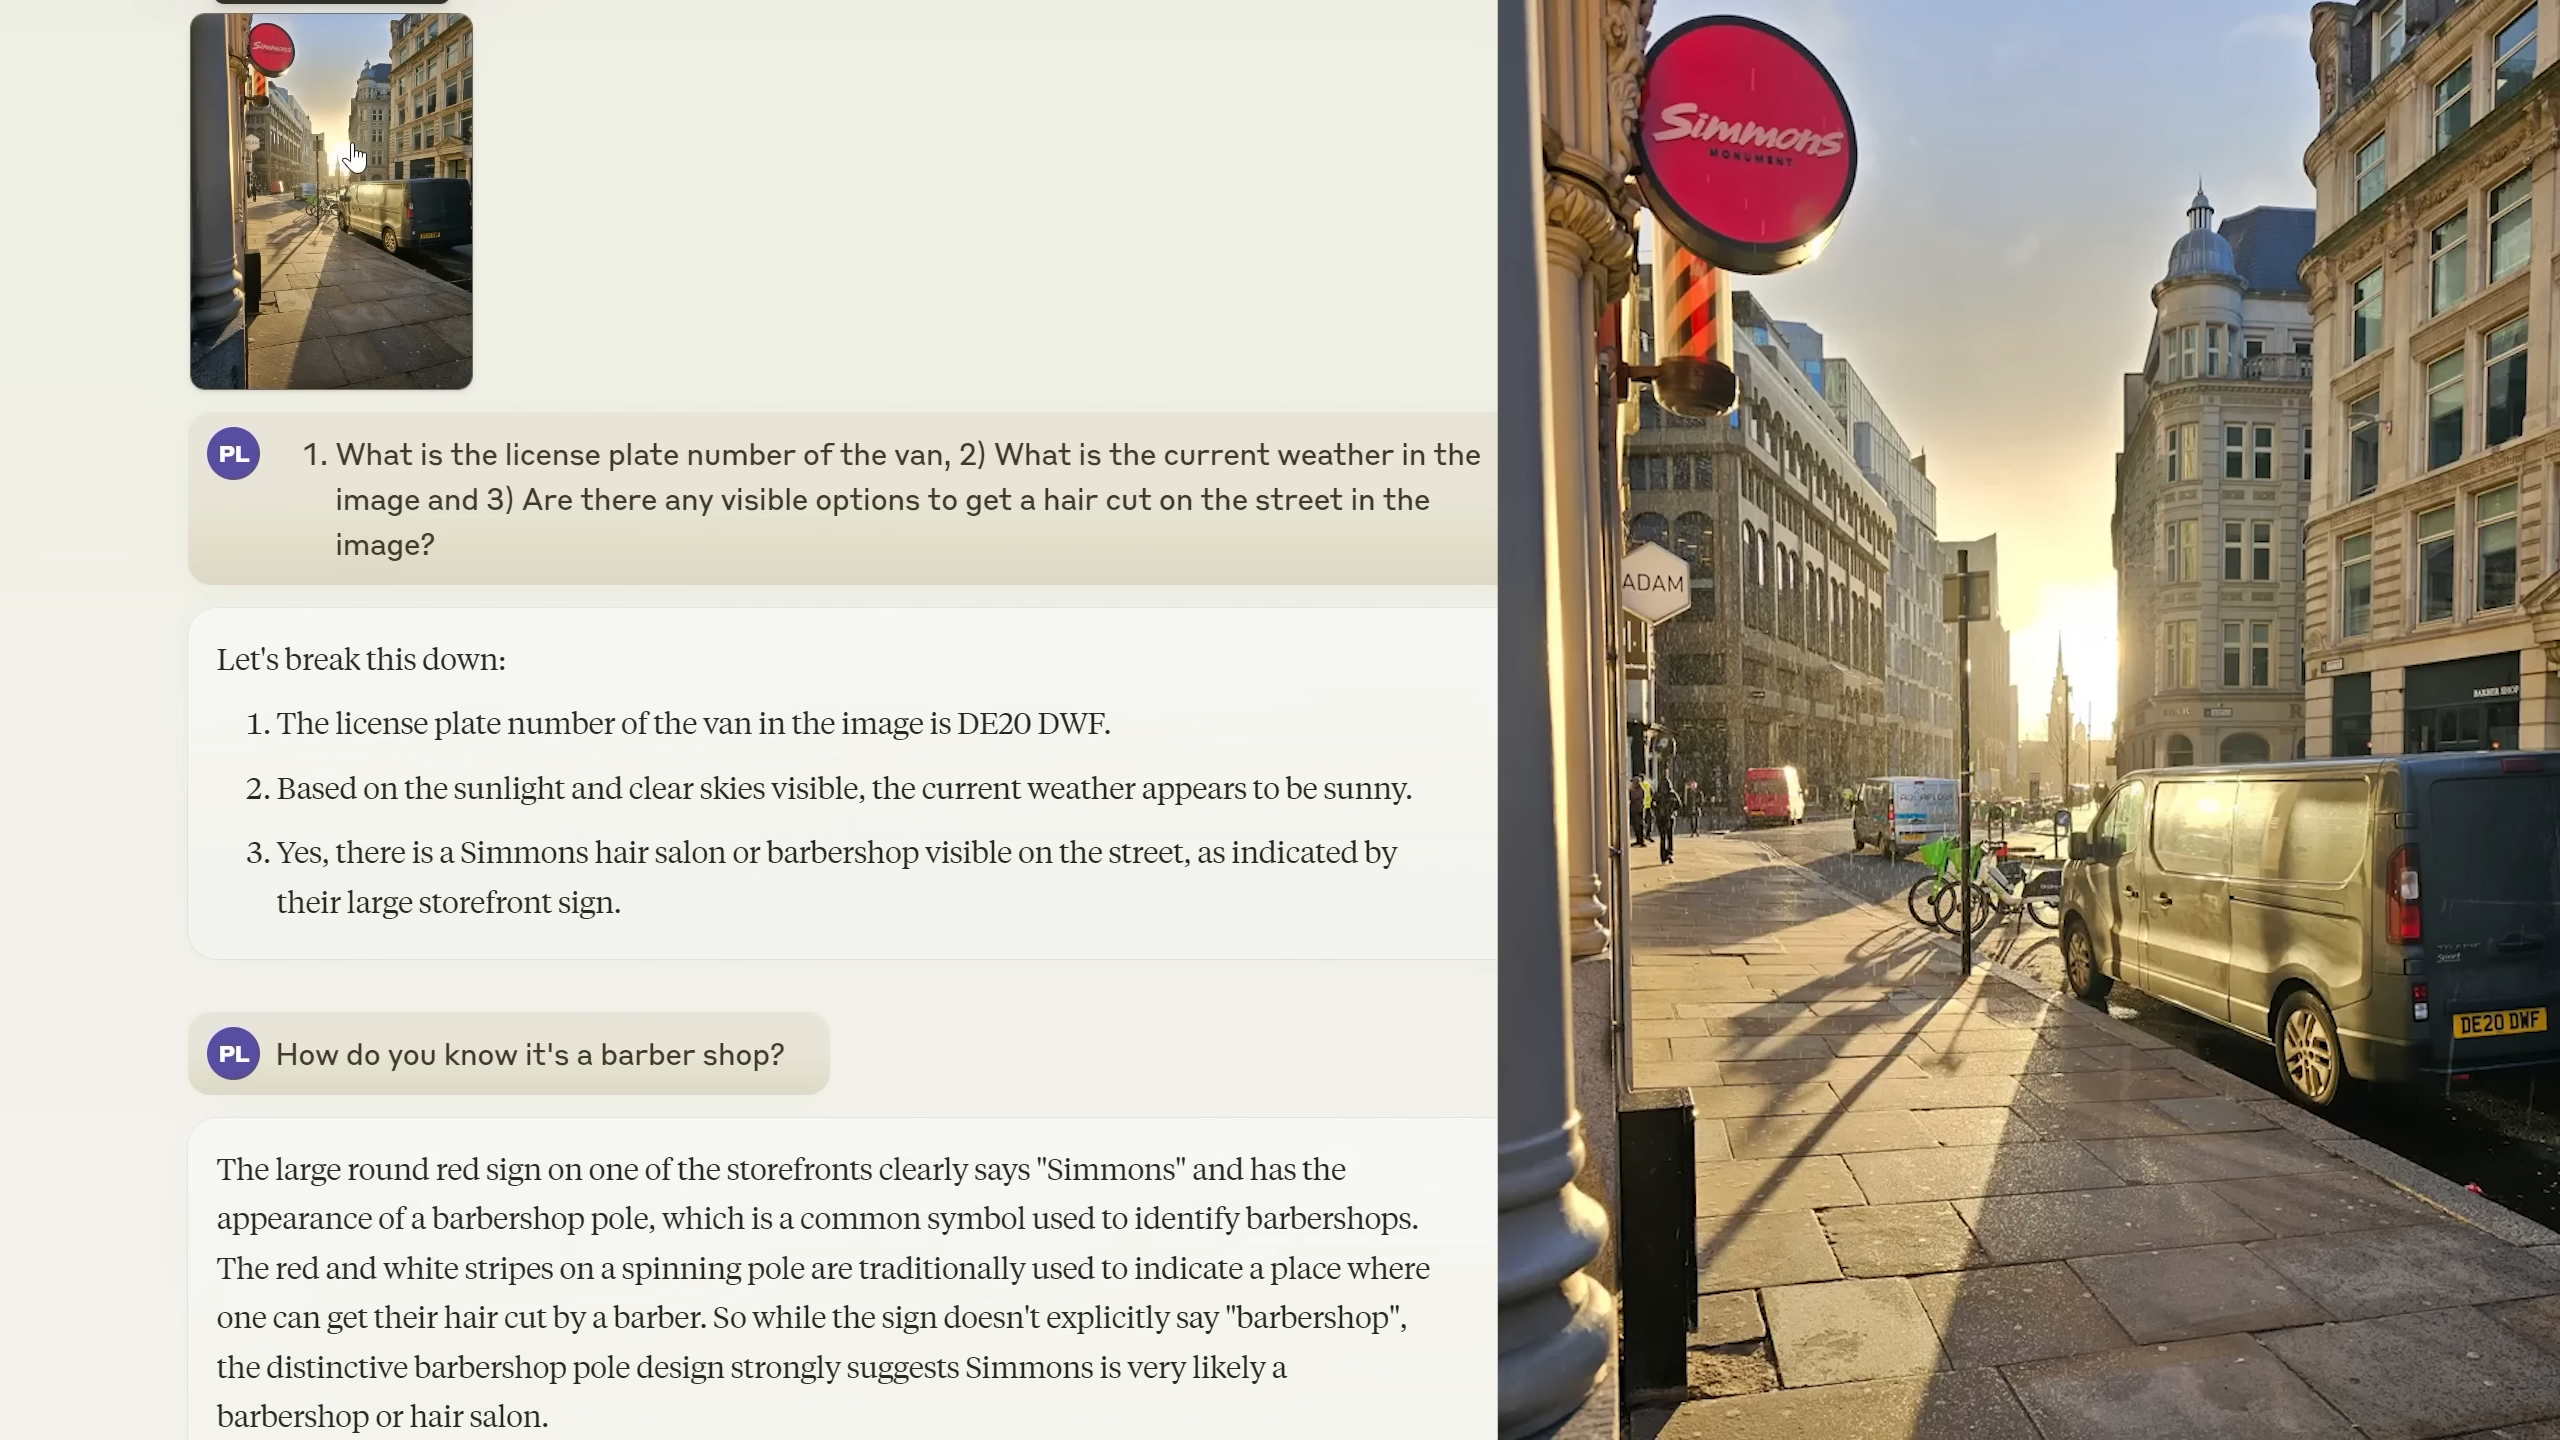 Simmons
PL
1. What is the license plate number of the van, 2) What is the current weather in the
image and 3) Are there any visible options to get a hair cut on the street in the
image?
Let's break this down:
1. The license plate number of the van in the image is DE20 DWF.
2. Based on the sunlight and clear skies visible, the current weather appears to be sunny.
3. Yes, there is a Simmons hair salon or barbershop visible on the street, as indicated by
their large storefront sign.
PL
How do you know it's a barber shop?
The large round red sign on one of the storefronts clearly says "Simmons" and has the
appearance of a barbershop pole, which is a common symbol used to identify barbershops.
The red and white stripes on a spinning pole are traditionally used to indicate a place where
one can get their hair cut by a barber. So while the sign doesn't explicitly say "barbershop",
the distinctive barbershop pole design strongly suggests Simmons is very likely a
barbershop or hair salon.
Simmons
MONUMENT
ADAM
BARBER SHOP
AQUAFLOW
TRAFIC
Sport
DE20 DWF